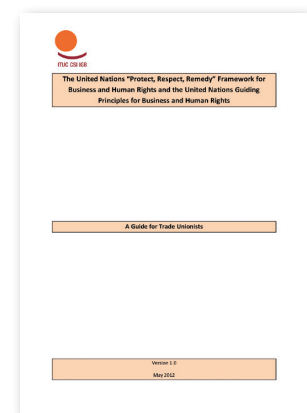 ITUC CSI IGB
The United Nations “Protect, Respect, Remedy” Framework for
Business and Human Rights and the United Nations Guiding
Principles for Business and Human Rights
A Guide for Trade Unionists
Version 1.0
May 2012